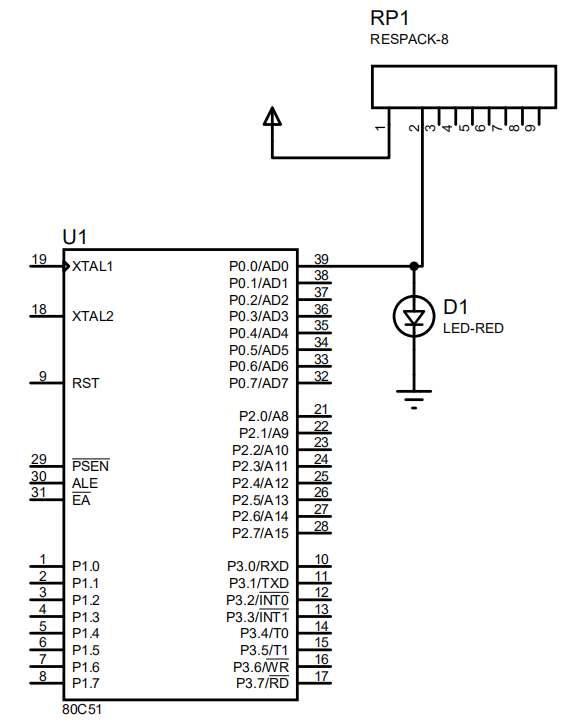 RP1
RESPACK-8
1
2
3
4
5
6
7
8
9
U1
19 XTAL1 P0.0/AD0 39
P0.1/AD1 38
P0.2/AD2 37
18 XTAL2 P0.3/AD3 36
P0.4/AD4 35
P0.5/AD5 34
P0.6/AD6 33
9 RST P0.7/AD7 32
D1
LED-RED
P2.0/A8 21
P2.1/A9 22
P2.2/A10 23
29 PSEN P2.3/A11 24
30 ALE P2.4/A12 25
31 EA P2.5/A13 26
P2.6/A14 27
P2.7/A15 28
1 P1.0 P3.0/RXD 10
2 P1.1 P3.1/TXD 11
3 P1.2 P3.2/INT0 12
4 P1.3 P3.3/INT1 13
5 P1.4 P3.4/T0 14
6 P1.5 P3.5/T1 15
7 P1.6 P3.6/WR 16
8 P1.7 P3.7/RD 17
80C51